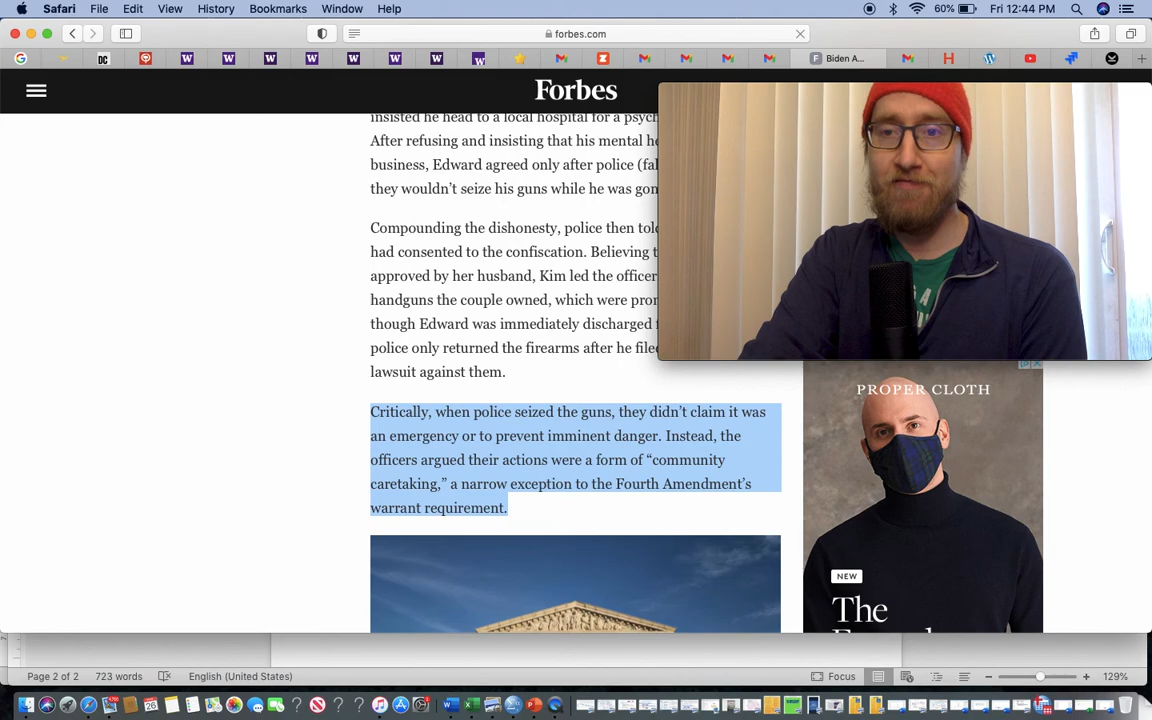 Safari File Edit View History Bookmarks Window Help 60% Fri 12:44 PM
forbes.com
DC Biden A...
Forbes
insisted he head to a local hospital for a psych
After refusing and insisting that his mental he
business, Edward agreed only after police (fal
they wouldn't seize his guns while he was gon
Compounding the dishonesty, police then told
had consented to the confiscation. Believing t
approved by her husband, Kim led the officer
handguns the couple owned, which were pron
though Edward was immediately discharged f
police only returned the firearms after he filed
lawsuit against them.
Critically, when police seized the guns, they didn't claim it was
an emergency or to prevent imminent danger. Instead, the
officers argued their actions were a form of “community
caretaking,” a narrow exception to the Fourth Amendment's
warrant requirement.
PROPER CLOTH
NEW
The
Page 2 of 2 723 words English (United States) Focus 129%